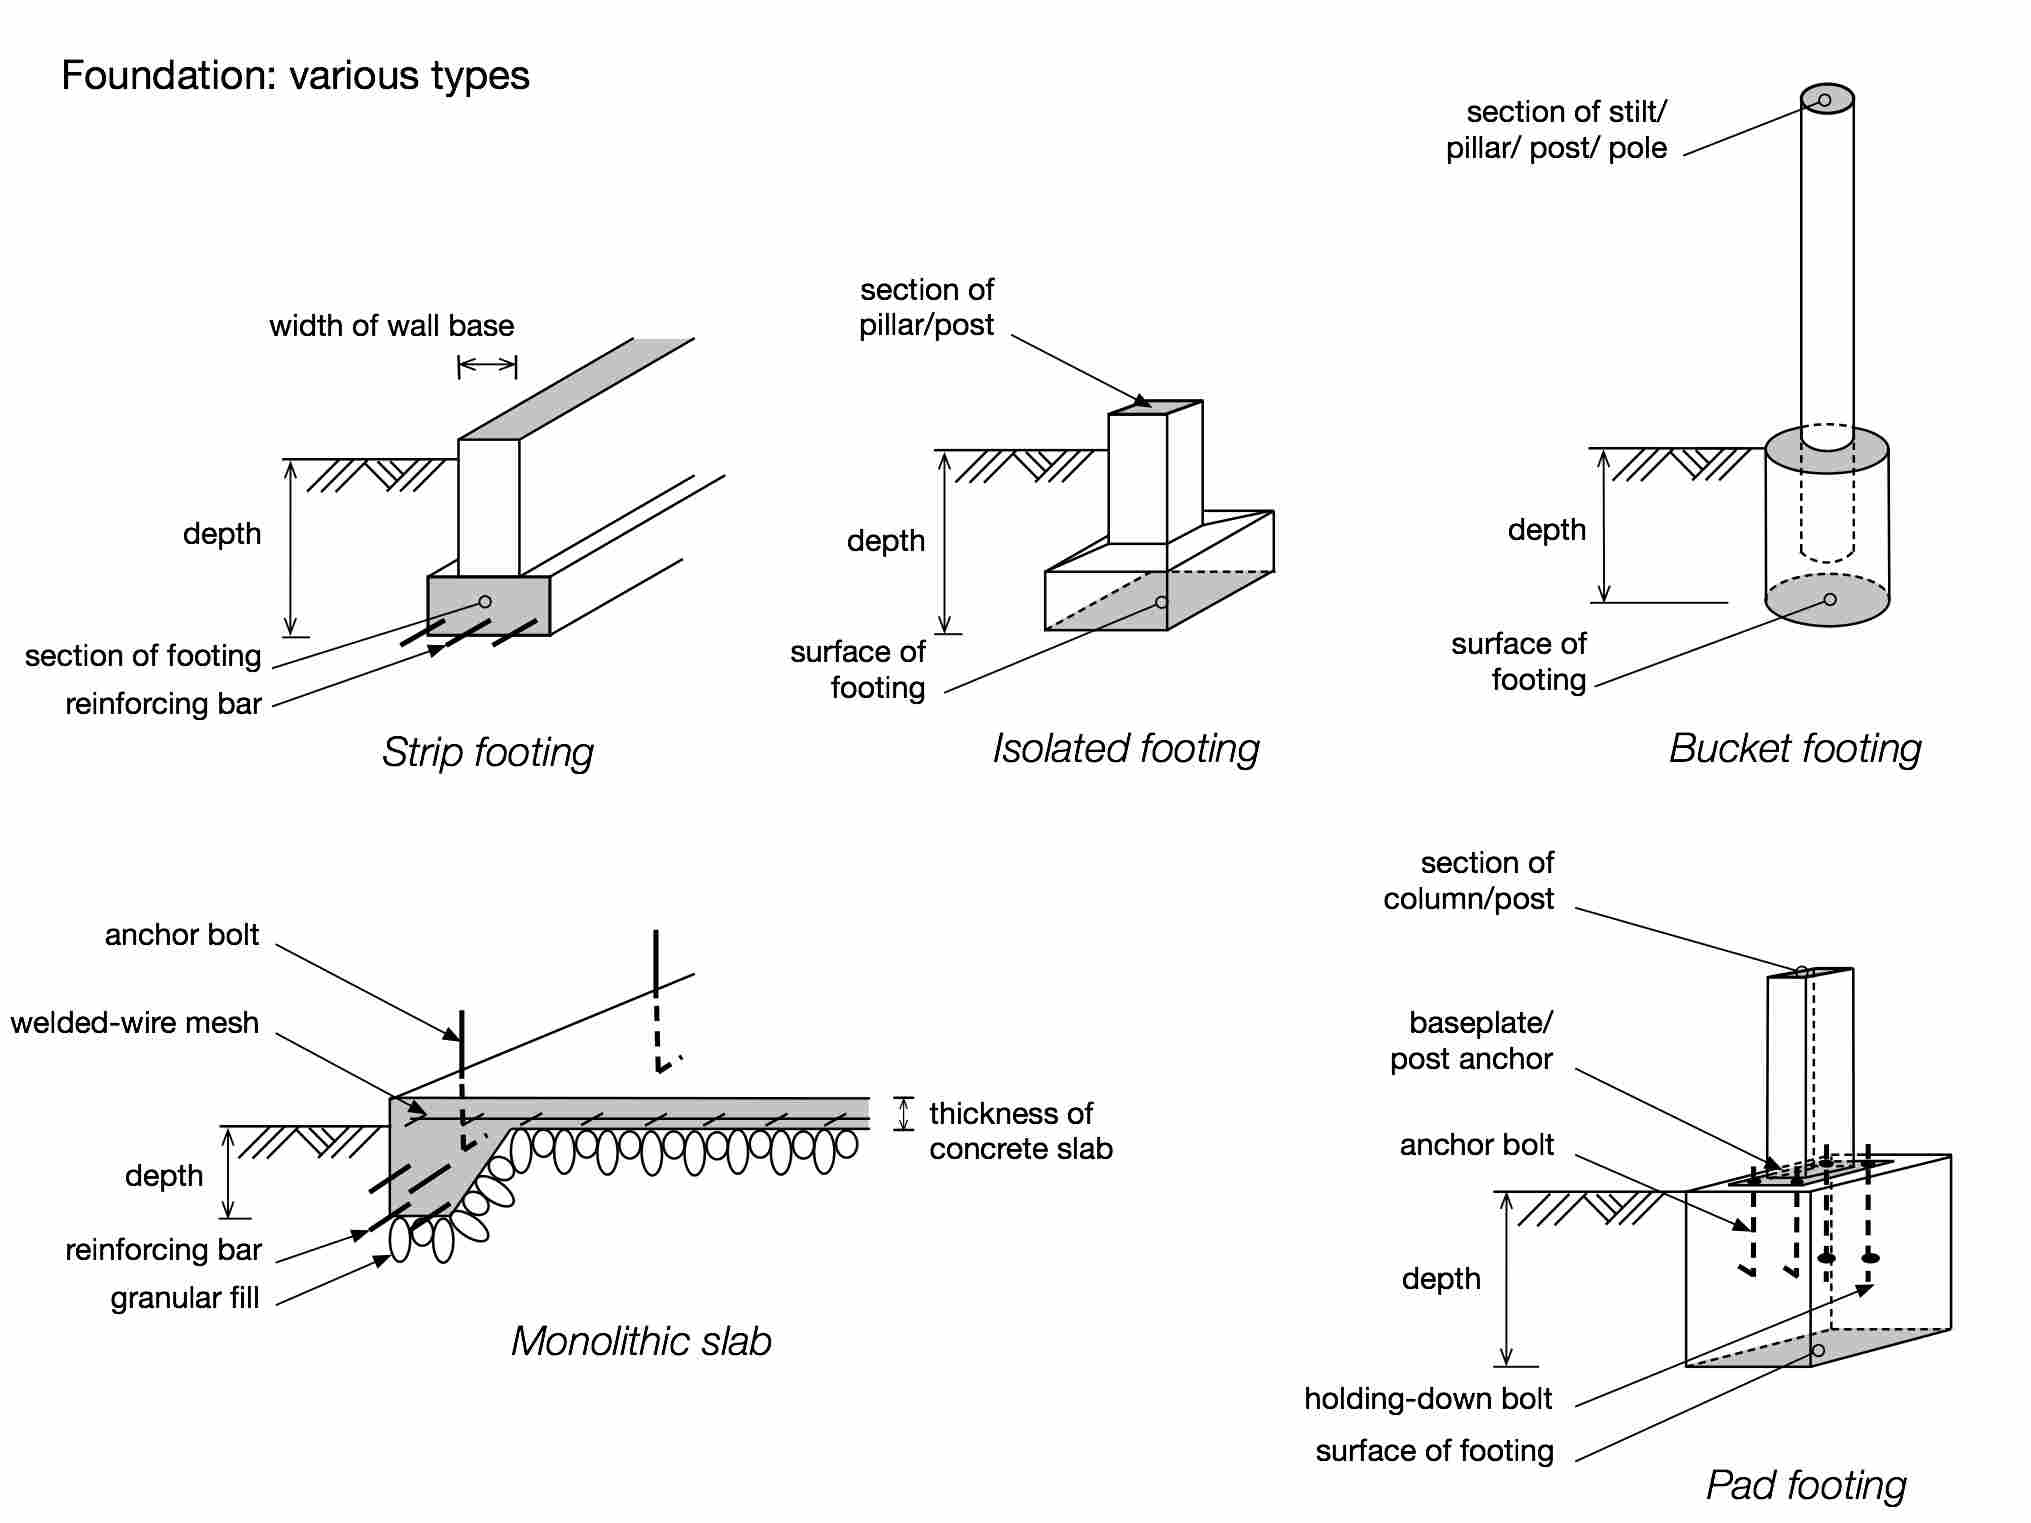 Foundation: various types
width of wall base
depth
section of footing
reinforcing bar
Strip footing
section of
pillar/post
depth
surface of
footing
Isolated footing
section of stilt/
pillar/ post/ pole
depth
surface of
footing
Bucket footing
anchor bolt
welded-wire mesh
thickness of
concrete slab
depth
reinforcing bar
granular fill
Monolithic slab
section of
column/post
baseplate/
post anchor
anchor bolt
depth
holding-down bolt
surface of footing
Pad footing